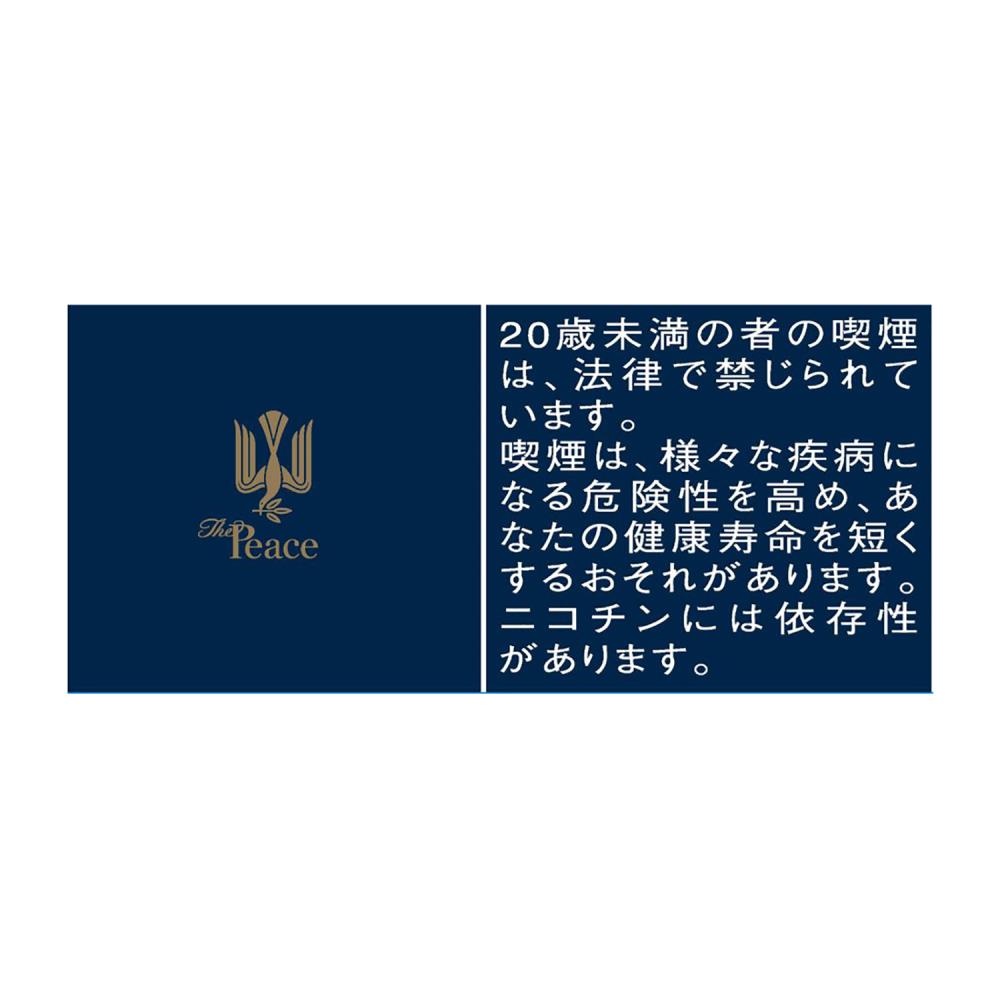 The
Peace
20歳未満の者の喫煙
は、法律で禁じられて
います。
喫煙は、様々な疾病に
なる危険性を高め、あ
なたの健康寿命を短く
するおそれがあります。
ニコチンには依存性
があります。